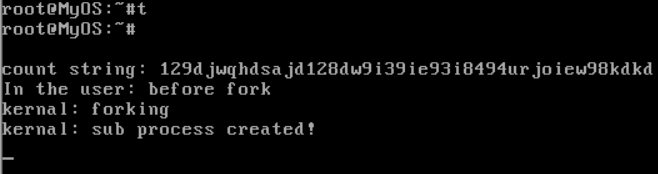 root@MyOS:~#t
root@MyOS:~#
count string: 129djwqhdsajd128dw9i39ie93i8494urjoiew98kdkd
In the user: before fork
kernal: forking
kernal: sub process created!
_